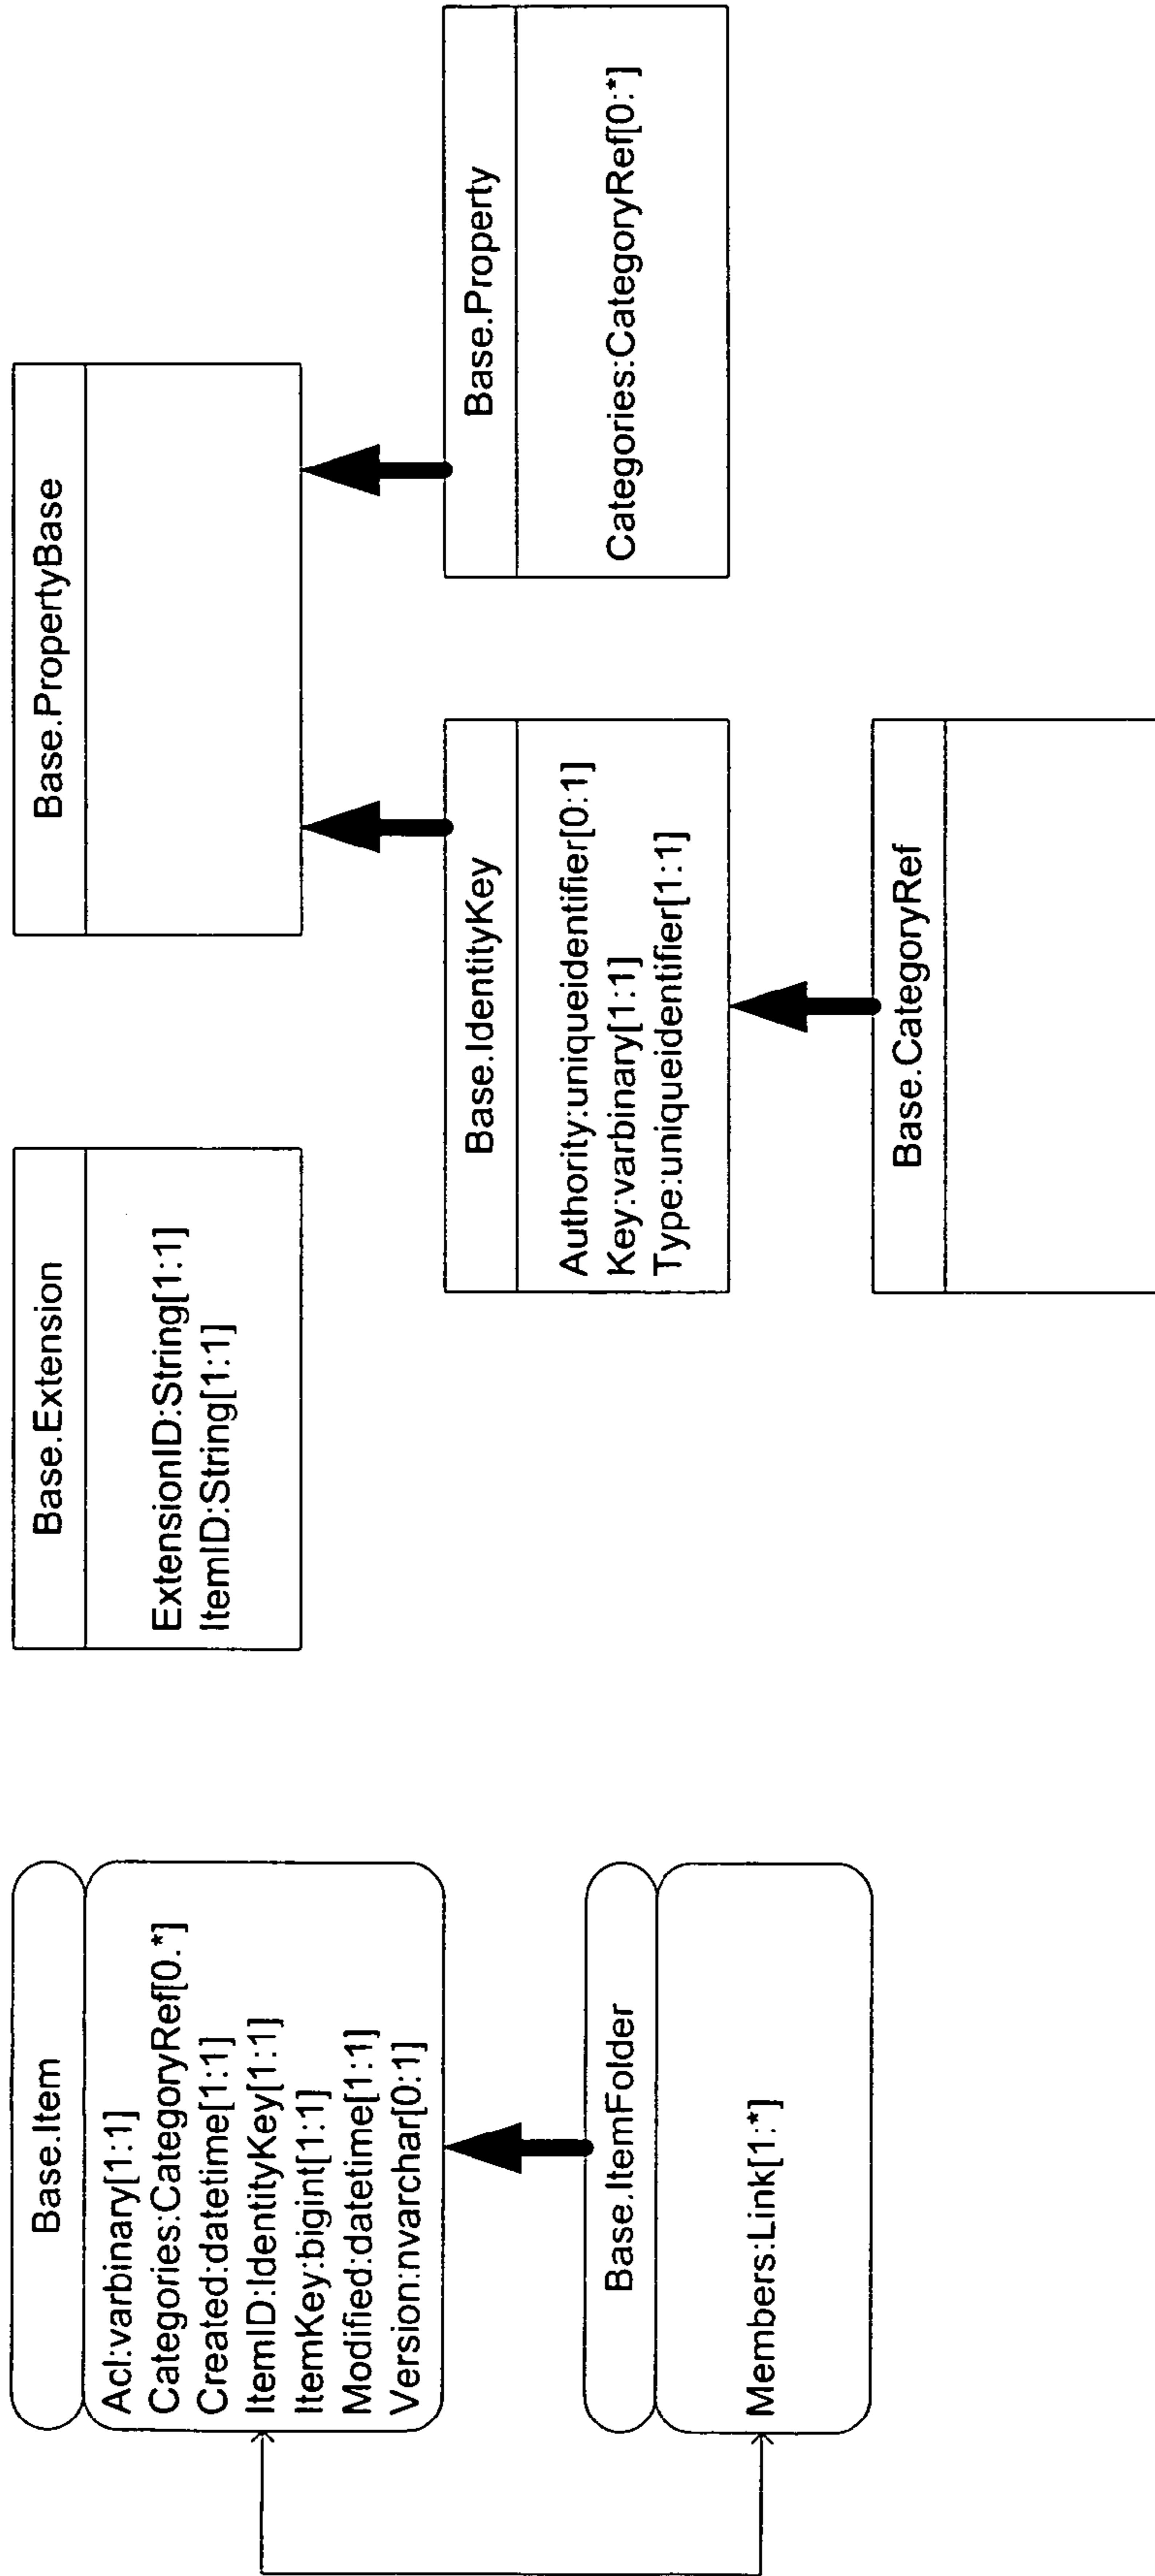 Base.Item
Acl:varbinary[1:1]
Categories:CategoryRef[0.*]
Created:datetime[1:1]
ItemID:IdentityKey[1:1]
ItemKey:bigint[1:1]
Modified:datetime[1:1]
Version:nvarchar[0:1]
Base.ItemFolder
Members:Link[1:*]
Base.Extension
ExtensionID:String[1:1]
ItemID:String[1:1]
Base.PropertyBase
Base.IdentityKey
Authority:uniqueidentifier[0:1]
Key:varbinary[1:1]
Type:uniqueidentifier[1:1]
Base.Property
Categories:CategoryRef[0:*]
Base.CategoryRef